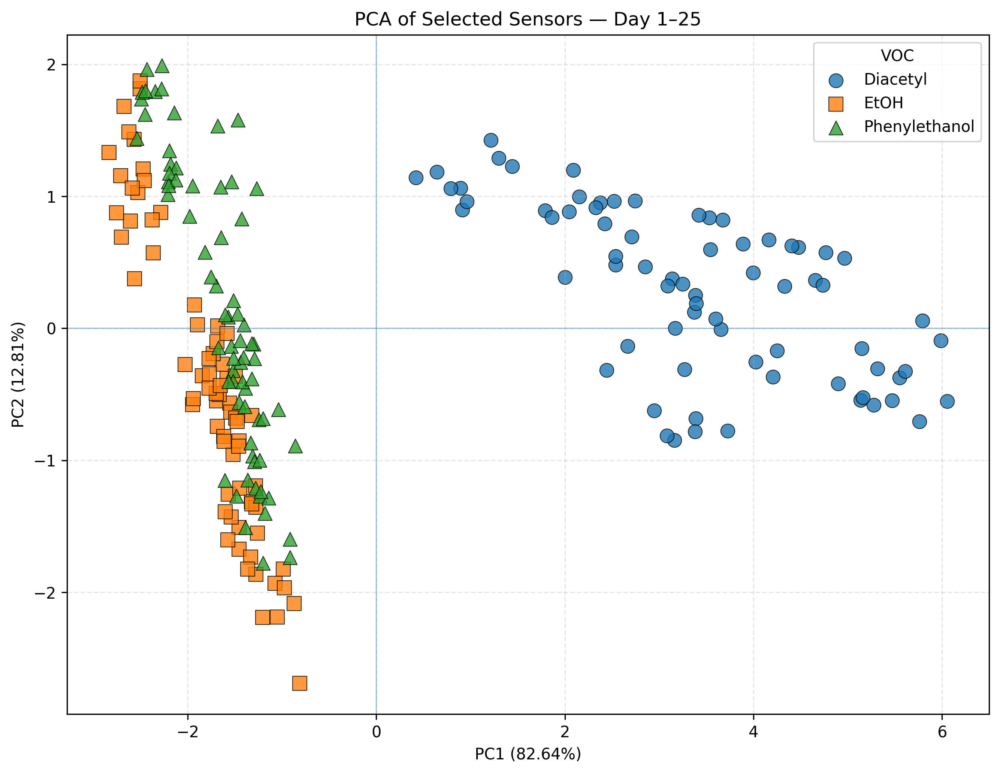 PCA of Selected Sensors — Day 1–25
VOC
Diacetyl
EtOH
Phenylethanol
2
1
0
−1
−2
PC2 (12.81%)
−2
0
2
4
6
PC1 (82.64%)